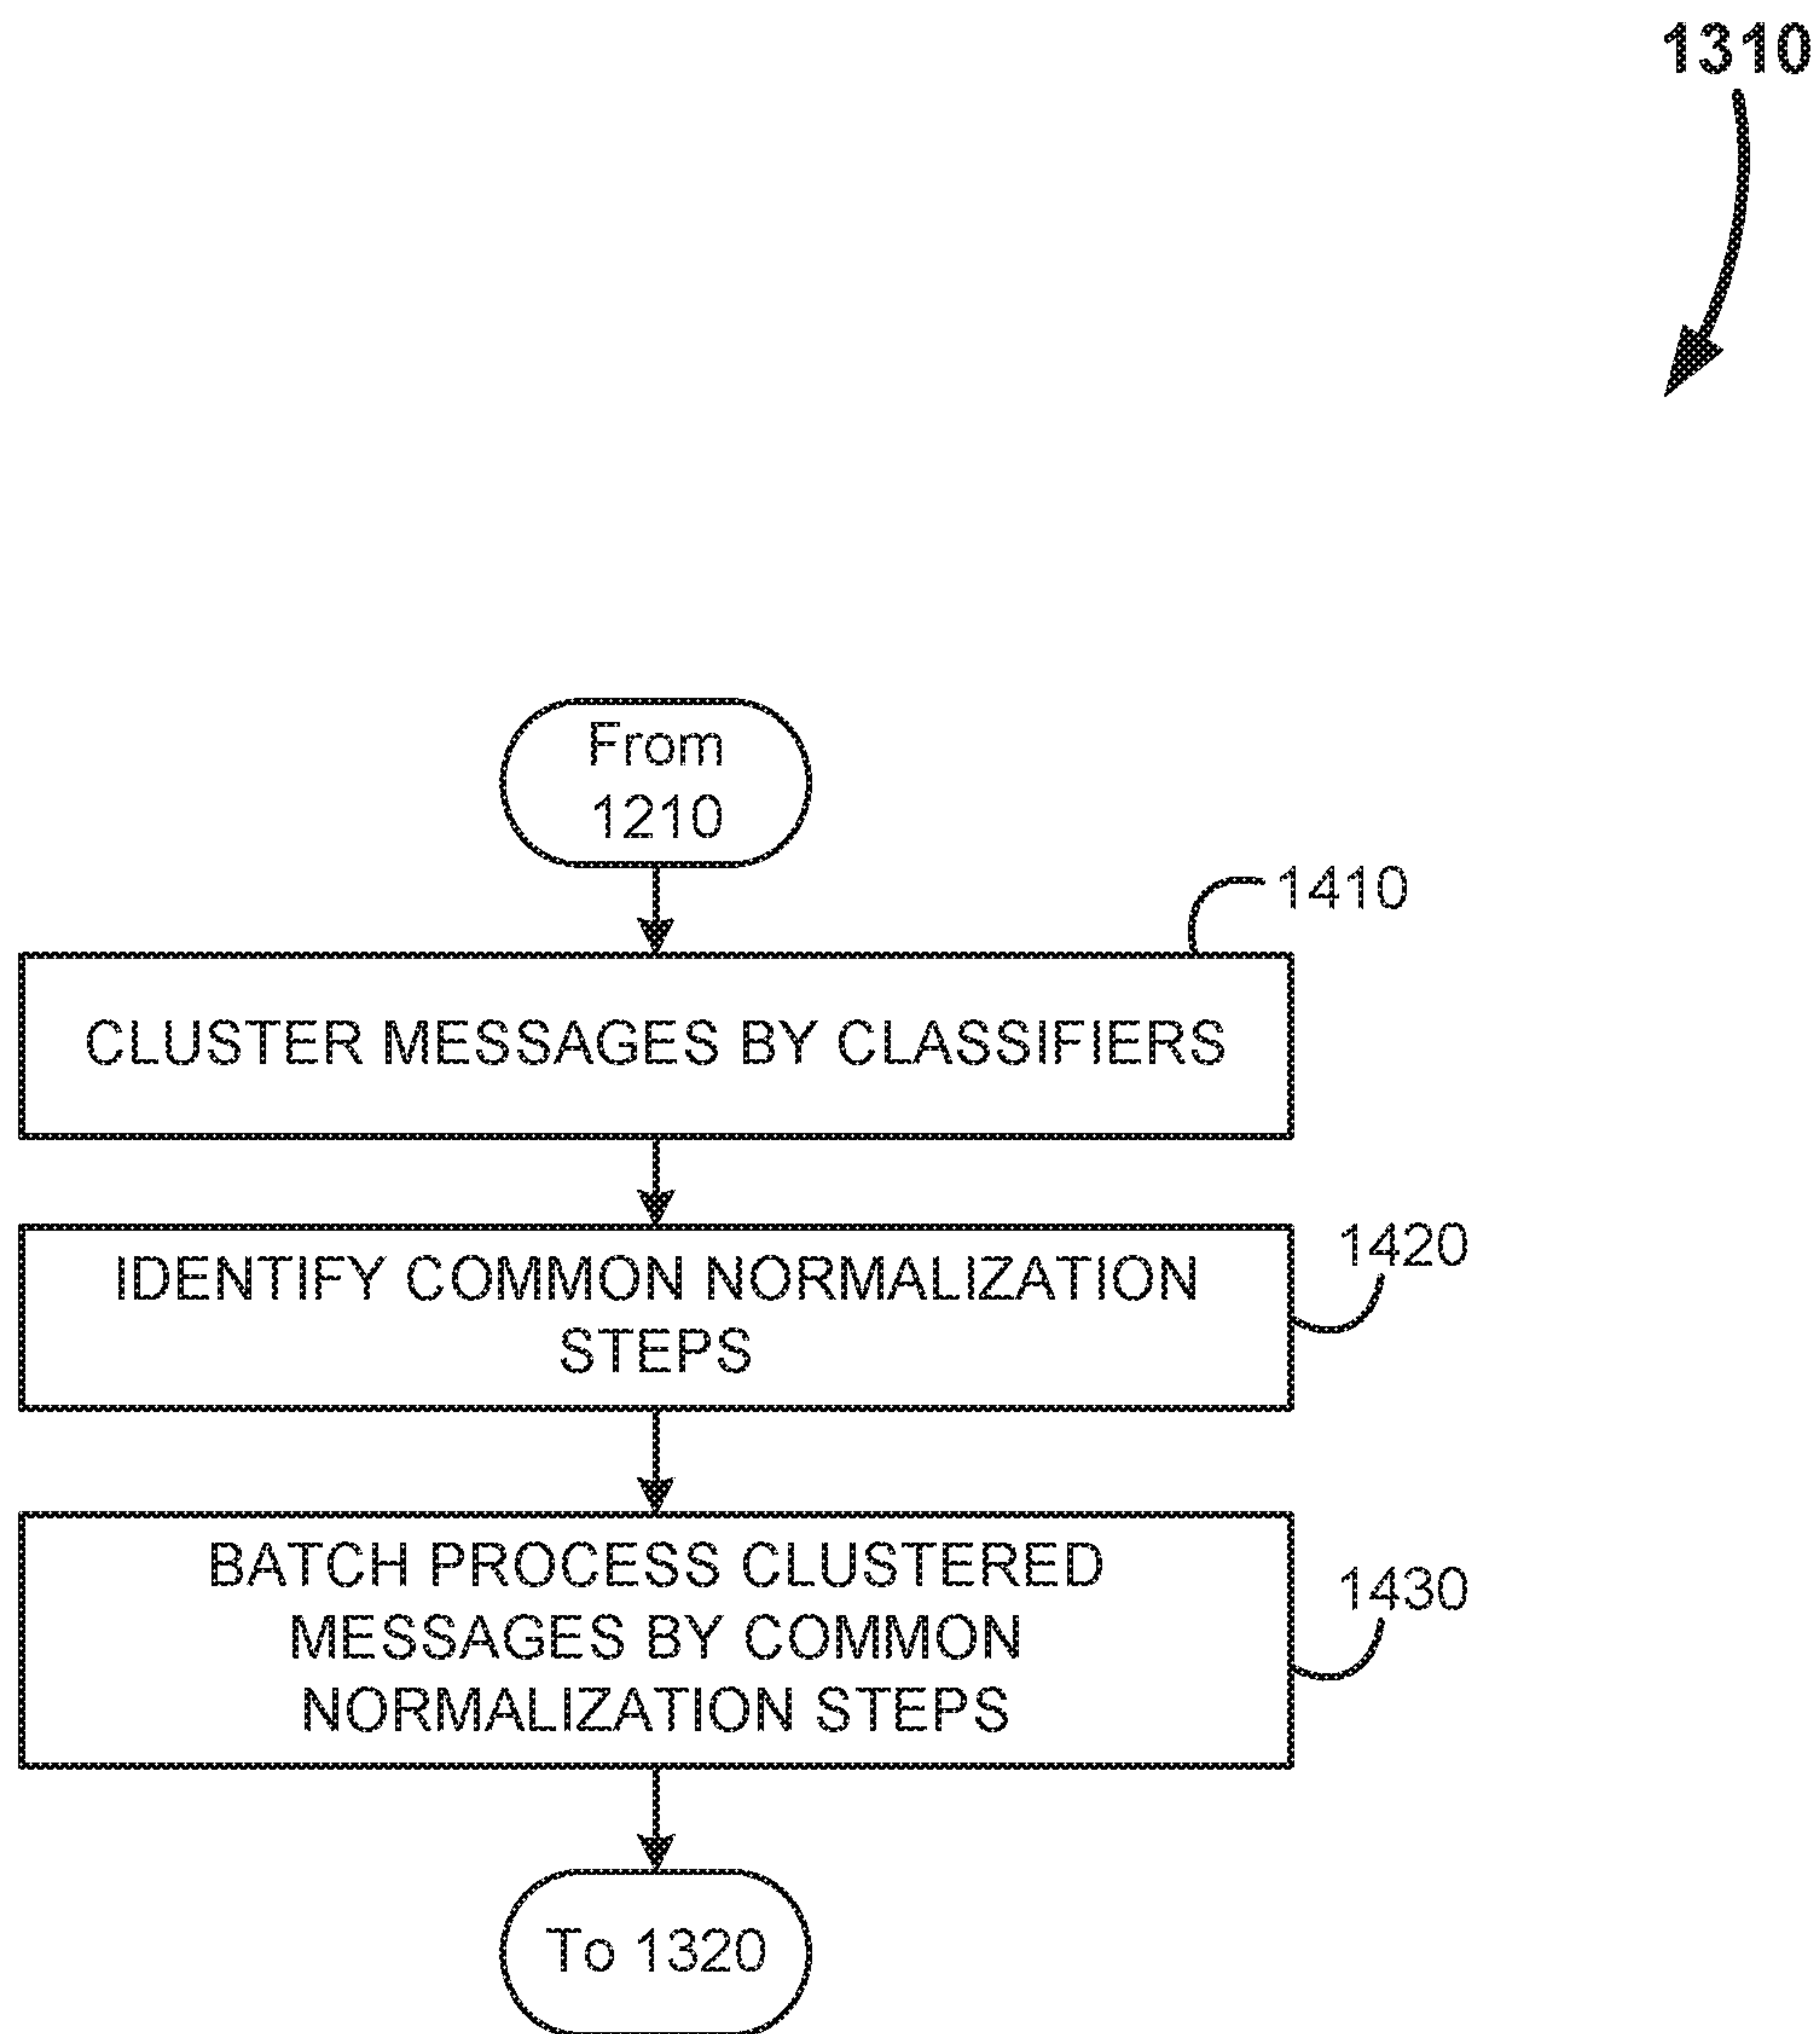 1310
From
1210
1410
CLUSTER MESSAGES BY CLASSIFIERS
1420
IDENTIFY COMMON NORMALIZATION
STEPS
BATCH PROCESS CLUSTERED
1430
MESSAGES BY COMMON
NORMALIZATION STEPS
To 1320